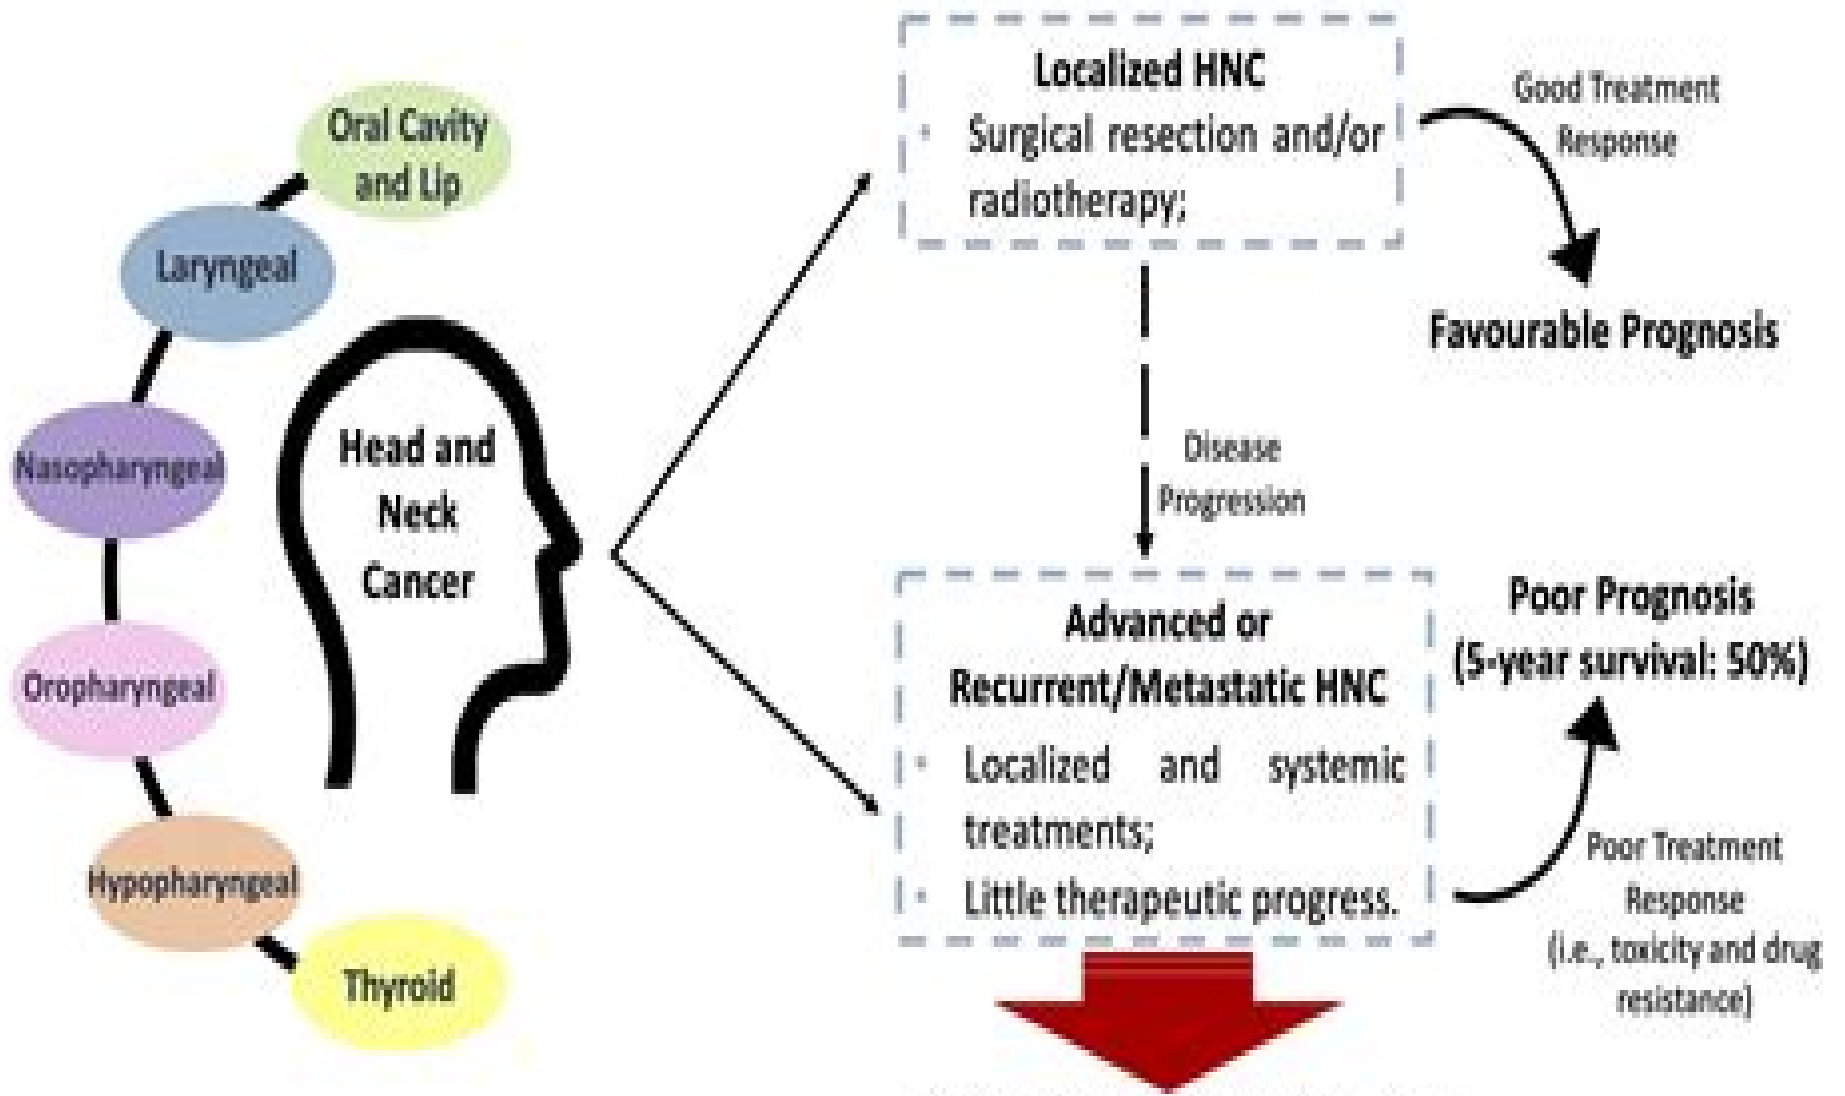 Oral Cavity
and Lip
Laryngeal
Nasopharyngeal
Oropharyngeal
Hypopharyngeal
Thyroid
Head and
Neck
Cancer
Localized HNC
Surgical resection and/or
radiotherapy;
Good Treatment
Response
Favourable Prognosis
Disease
Progression
Advanced or
Recurrent/Metastatic HNC
Localized and systemic
treatments;
Little therapeutic progress.
Poor Prognosis
(5-year survival: 50%)
Poor Treatment
Response
(i.e., toxicity and drug
resistance)